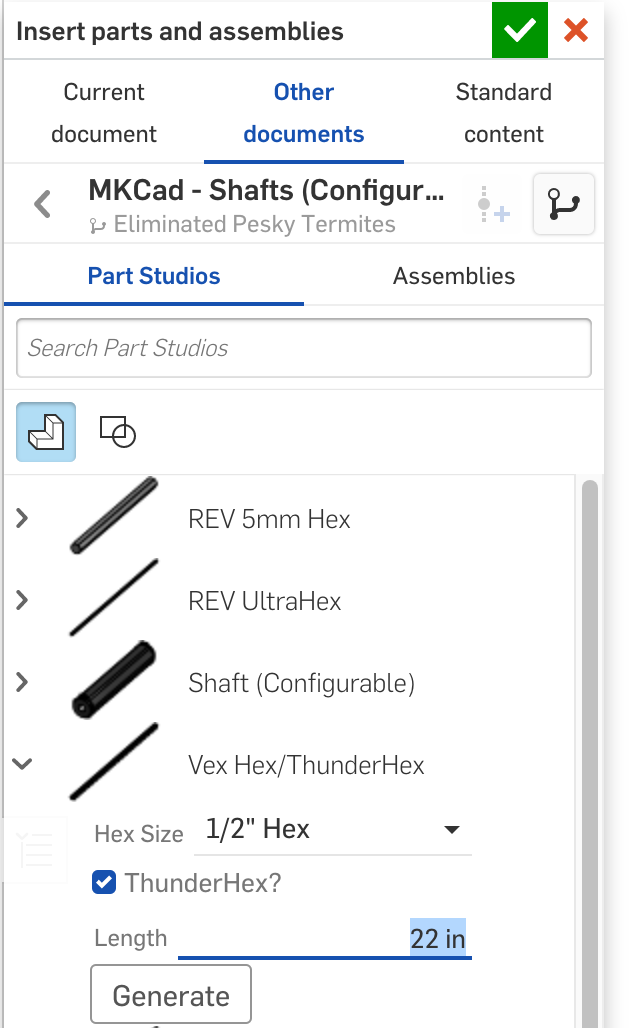 Insert parts and assemblies
Current document
Other documents
Standard content
MKCad - Shafts (Configur...
Eliminated Pesky Termites
Part Studios
Assemblies
Search Part Studios
REV 5mm Hex
REV UltraHex
Shaft (Configurable)
Vex Hex/ThunderHex
Hex Size 1/2" Hex
ThunderHex?
Length 22 in
Generate